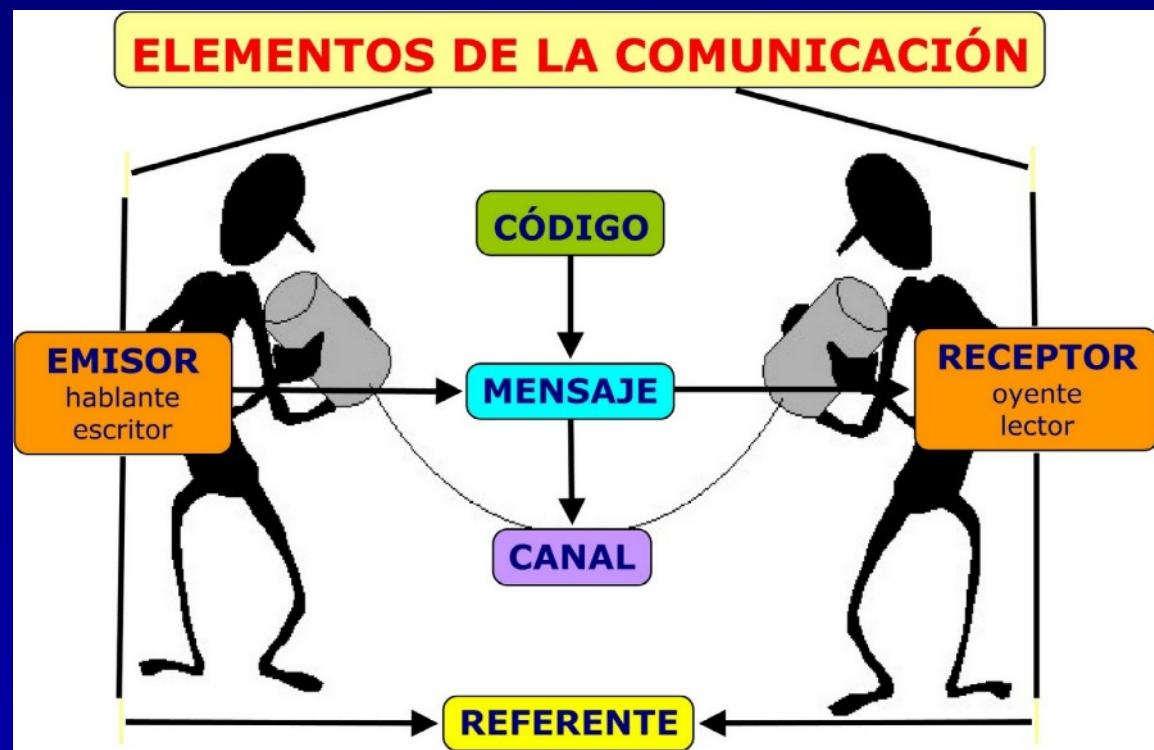 ELEMENTOS DE LA COMUNICACIÓN
CÓDIGO
EMISOR
hablante
escritor
MENSAJE
RECEPTOR
oyente
lector
CANAL
REFERENTE